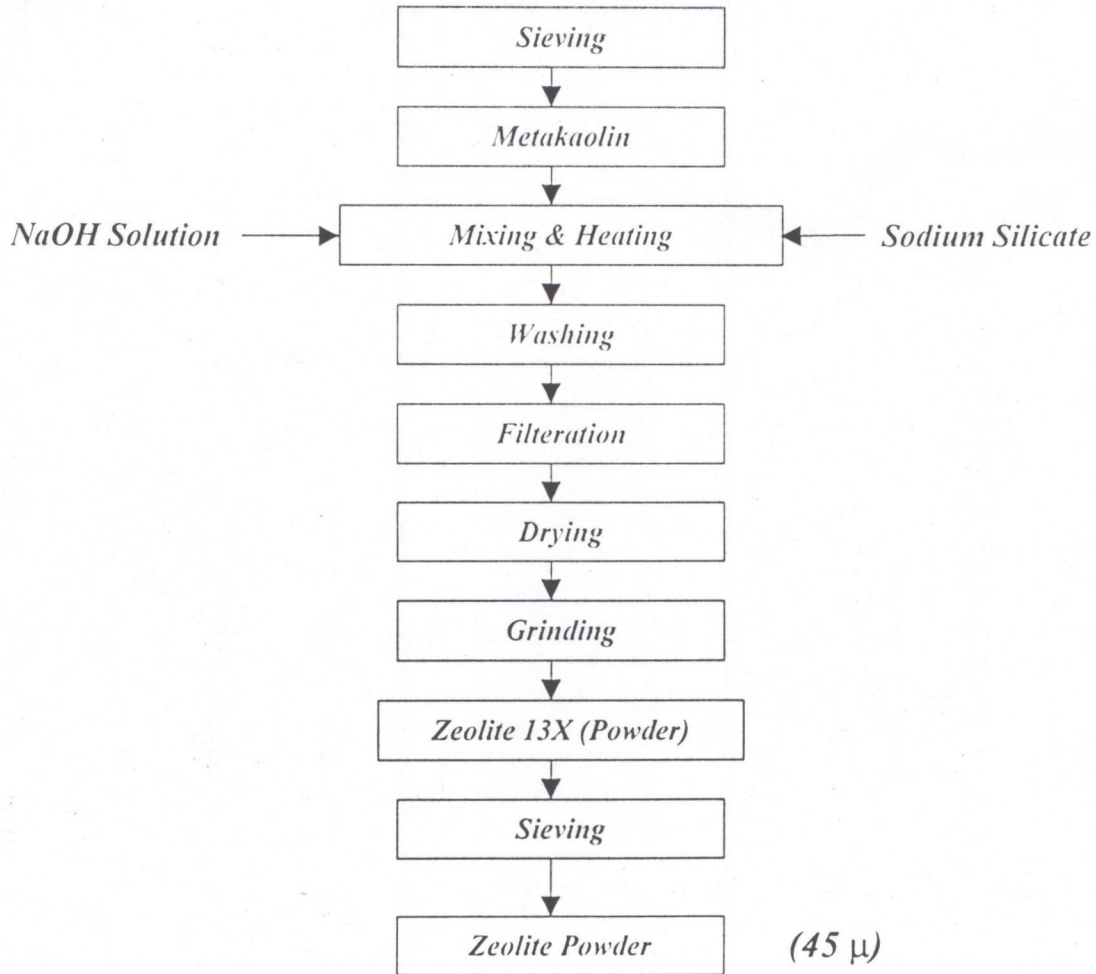 Sieving
Metakaolin
NaOH Solution
Mixing & Heating
Sodium Silicate
Washing
Filteration
Drying
Grinding
Zeolite 13X (Powder)
Sieving
Zeolite Powder
(45 μ)